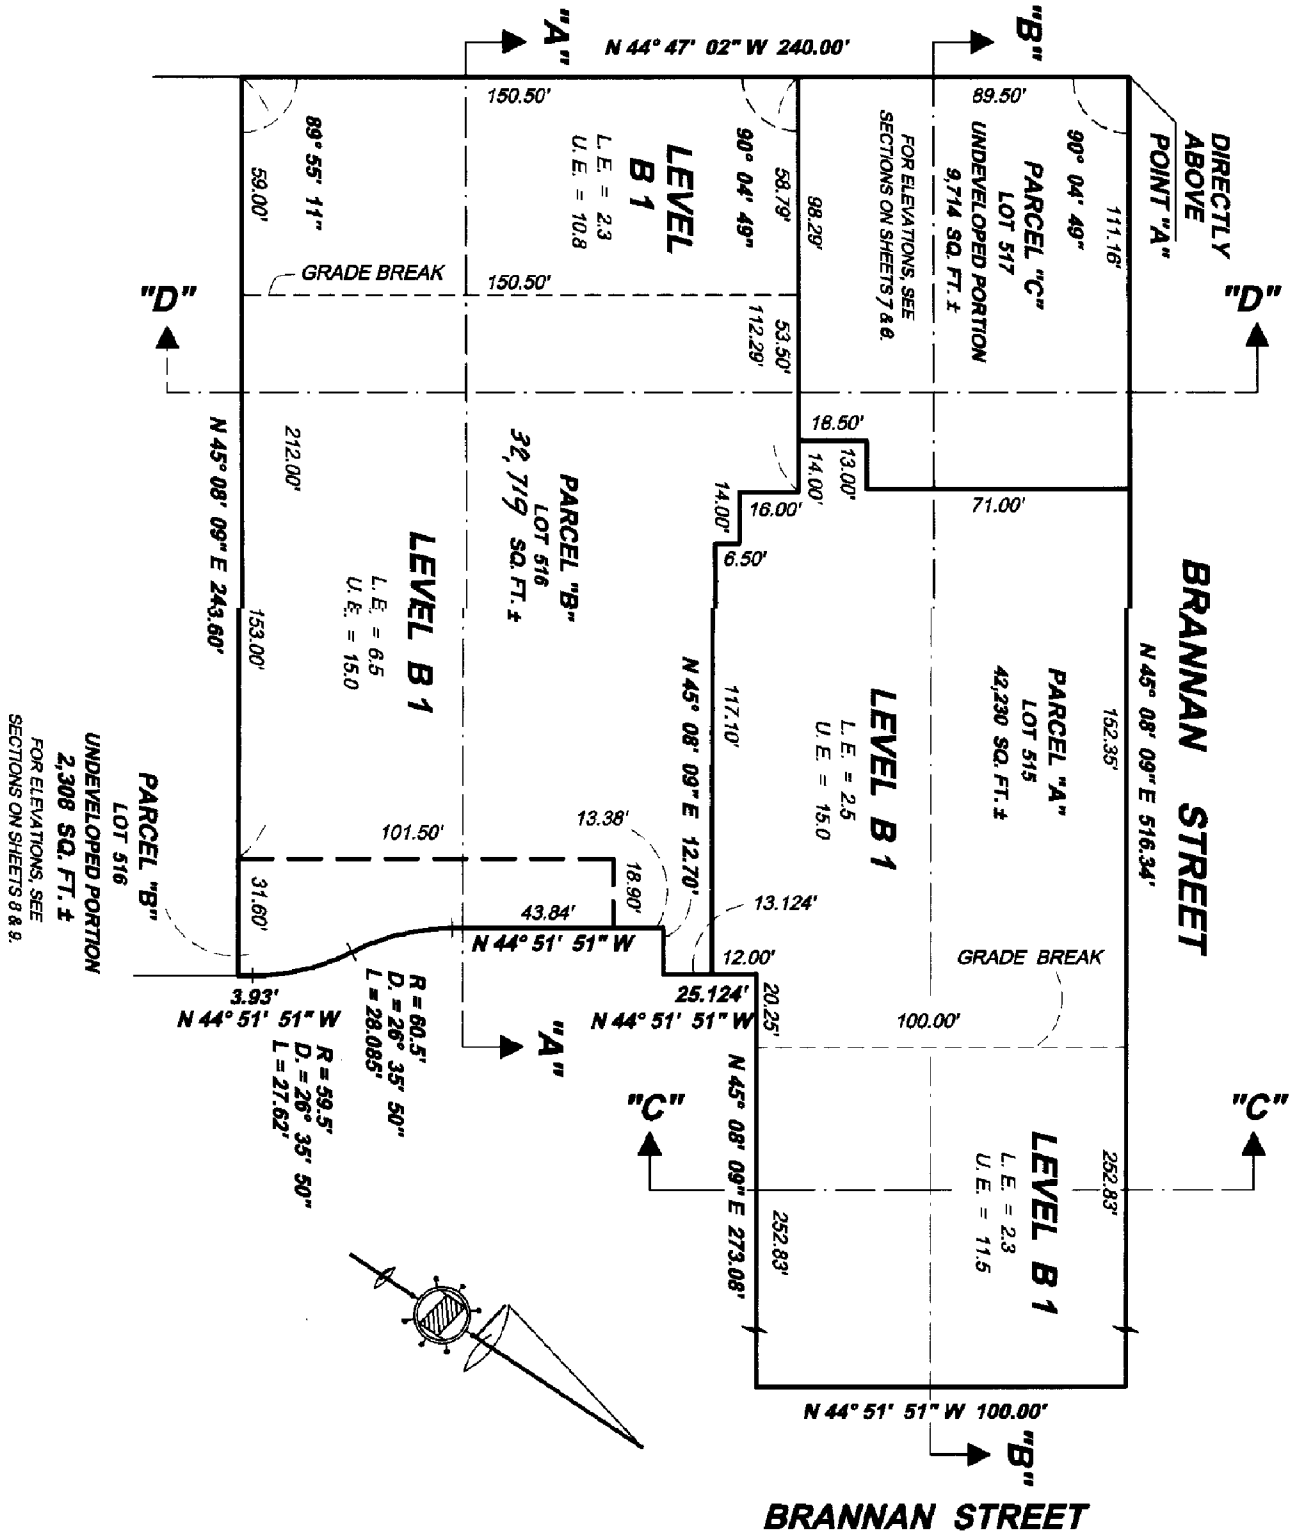 "A"
N 44° 47' 02" W 240.00'
"B"
150.50'
89.50'
DIRECTLY
ABOVE
POINT "A"
89° 55' 11"
59.00'
LEVEL
B 1
L. E. = 2.3
U. E. = 10.8
90° 04' 49"
58.79'
98.29'
PARCEL "C"
LOT 517
UNDEVELOPED PORTION
9,714 SQ. FT. ±
FOR ELEVATIONS, SEE
SECTIONS ON SHEETS 7 & 8.
90° 04' 49"
111.16'
GRADE BREAK
150.50'
"D"
"D"
53.50'
112.29'
18.50'
13.00'
14.00'
16.00'
14.00'
6.50'
71.00'
N 45° 08' 09" E 243.60'
212.00'
153.00'
PARCEL "B"
LOT 516
32,719 SQ. FT. ±
LEVEL B 1
L. E. = 6.5
U. E. = 15.0
N 45° 08' 09" E 12.70'
117.10'
PARCEL "A"
LOT 515
42,230 SQ. FT. ±
LEVEL B 1
L. E. = 2.5
U. E. = 15.0
152.35'
N 45° 08' 09" E 516.34'
BRANNAN STREET
101.50'
13.38'
18.90'
13.124'
43.84'
N 44° 51' 51" W
12.00'
31.60'
PARCEL "B"
LOT 516
UNDEVELOPED PORTION
2,308 SQ. FT. ±
FOR ELEVATIONS, SEE
SECTIONS ON SHEETS 8 & 9.
3.93'
N 44° 51' 51" W
R = 60.5'
D. = 26° 35' 50"
L = 28.085'
R = 59.5'
D. = 26° 35' 50"
L = 27.62'
"A"
25.124'
N 44° 51' 51" W
20.25'
100.00'
GRADE BREAK
"C"
"C"
N 45° 08' 09" E 273.08'
252.83'
LEVEL B 1
L. E. = 2.3
U. E. = 11.5
252.83'
N 44° 51' 51" W 100.00'
"B"
BRANNAN STREET